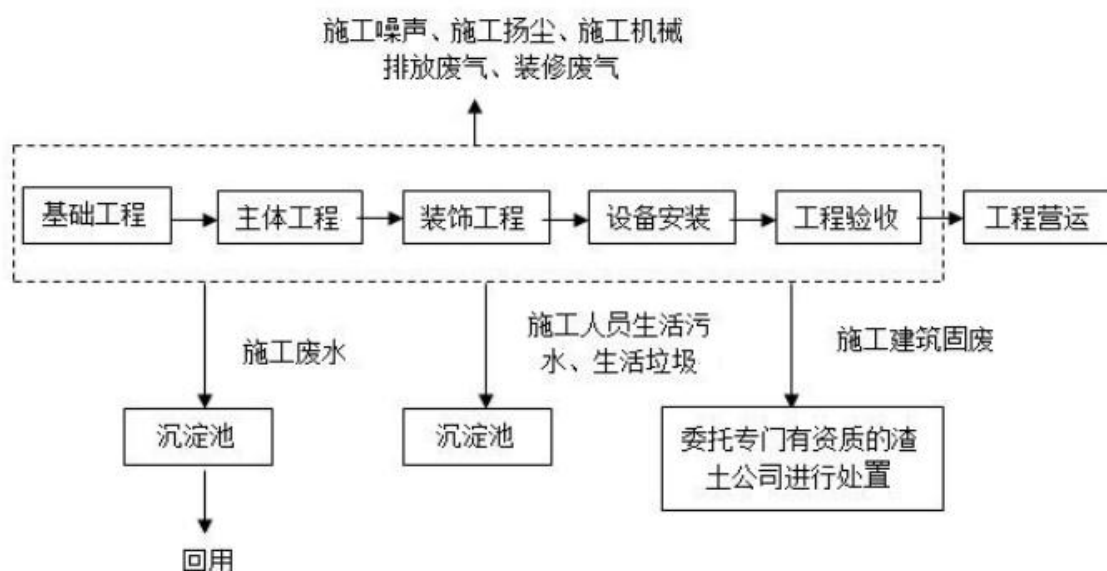 施工噪声、施工扬尘、施工机械
排放废气、装修废气
基础工程
主体工程
装饰工程
设备安装
工程验收
工程营运
施工废水
施工人员生活污
水、生活垃圾
施工建筑固废
沉淀池
沉淀池
委托专门有资质的渣
土公司进行处置
回用